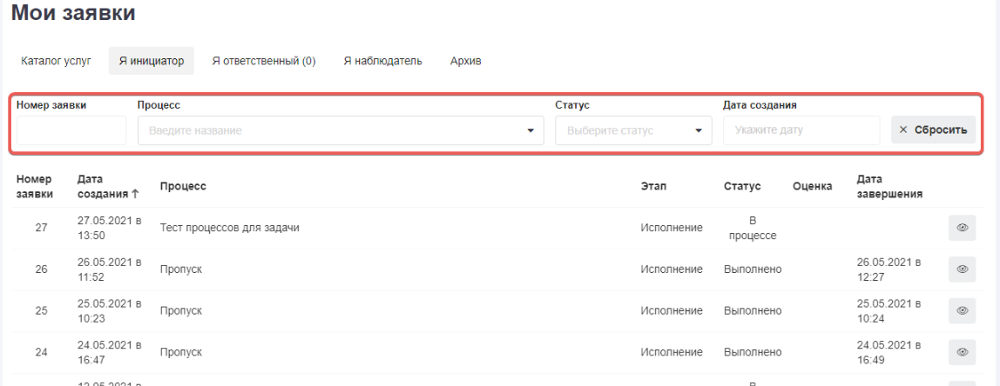 Мои заявки
Каталог услуг Я инициатор Я ответственный (0) Я наблюдатель Архив
Номер заявки Процесс Статус Дата создания
Введите название Выберите статус Укажите дату × Сбросить
Номер заявки Дата создания ↑ Процесс Этап Статус Оценка Дата завершения
27 27.05.2021 в 13:50 Тест процессов для задачи Исполнение В процессе
26 26.05.2021 в 11:52 Пропуск Исполнение Выполнено 26.05.2021 в 12:27
25 25.05.2021 в 10:23 Пропуск Исполнение Выполнено 25.05.2021 в 10:24
24 24.05.2021 в 16:47 Пропуск Исполнение Выполнено 24.05.2021 в 16:49